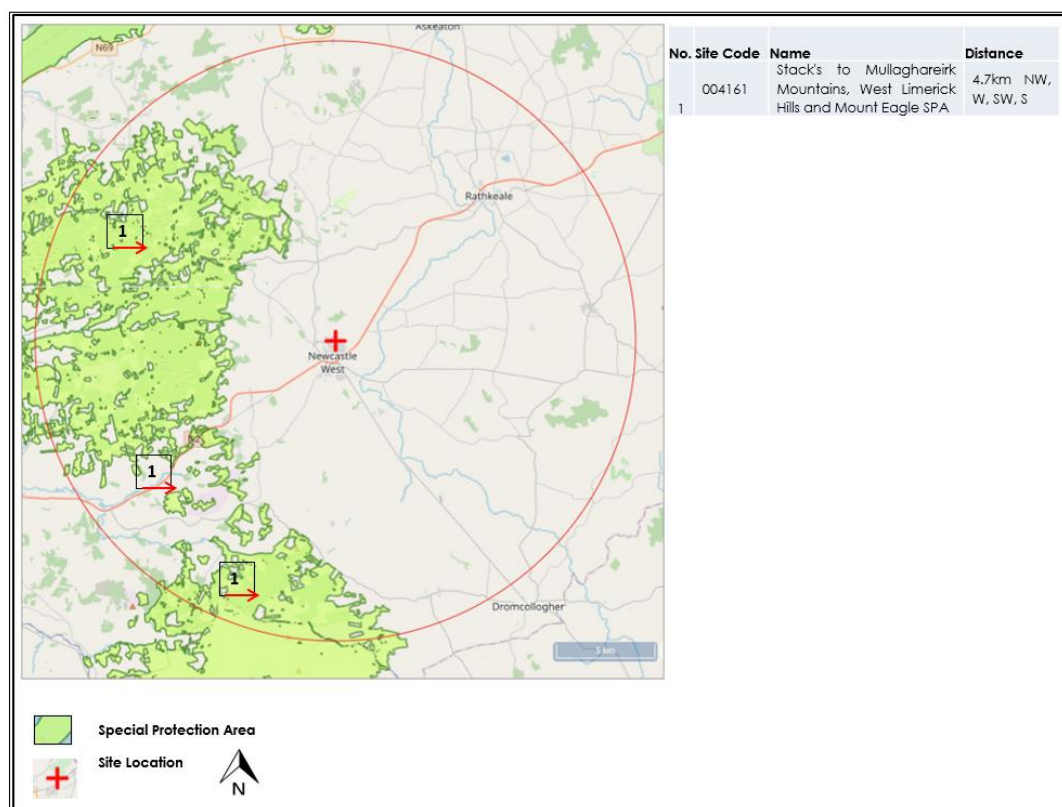 Askeaton
N69
Rathkeale
Newcastle
West
Dromcollogher
1
1
1
5 km
No. Site Code Name Distance
1 004161 Stack's to Mullaghareirk 4.7km NW,
Mountains, West Limerick W, SW, S
Hills and Mount Eagle SPA
Special Protection Area
Site Location
N